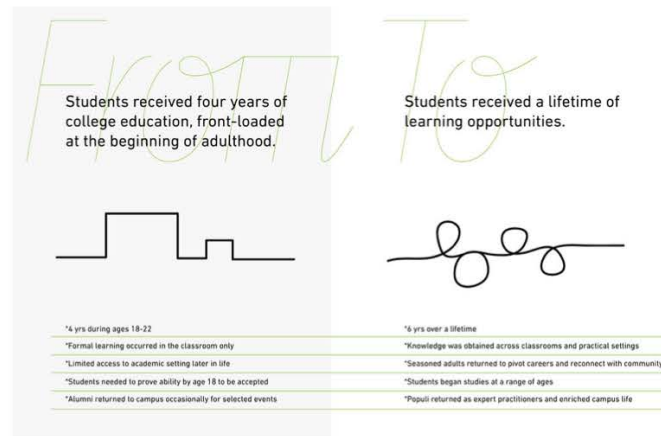 From
To
Students received four years of
college education, front-loaded
at the beginning of adulthood.
Students received a lifetime of
learning opportunities.
*4 yrs during ages 18-22
*Formal learning occurred in the classroom only
*Limited access to academic setting later in life
*Students needed to prove ability by age 18 to be accepted
*Alumni returned to campus occasionally for selected events
*6 yrs over a lifetime
*Knowledge was obtained across classrooms and practical settings
*Seasoned adults returned to pivot careers and reconnect with community
*Students began studies at a range of ages
*Populi returned as expert practitioners and enriched campus life